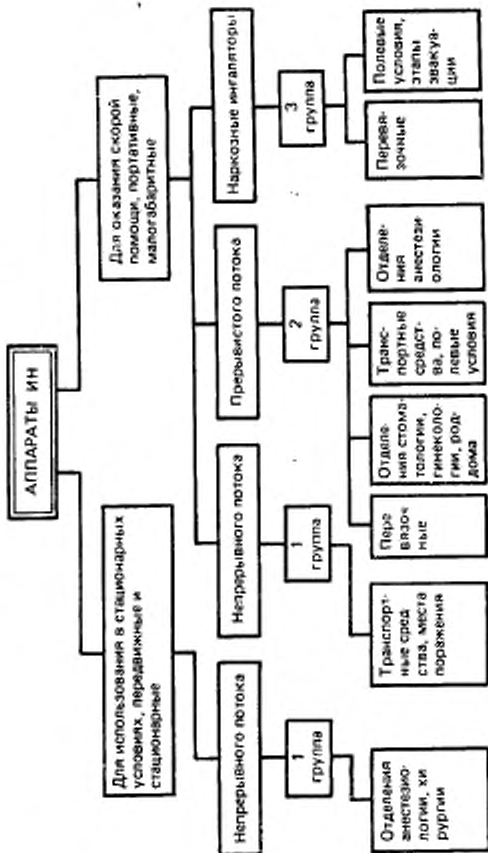 АППАРАТЫ ИН
Для использования в стационарных
условиях, передвижные и
стационарные
Для оказания скорой
помощи, портативные,
малогабаритные
Непрерывного потока
Непрерывного потока
Прерывистого потока
Наркозные ингаляторы
1
группа
1
группа
2
группа
3
группа
Отделения
анестезио-
логии, хи
рургии
Транспорт-
ные сред
ства, места
поражения
Пере
вязоч
ные
Отделе-
ния стома-
тологии,
гинеколо-
гии, род-
дома
Транс-
портные
средст-
ва, по-
левые
условия
Отделе-
ния
анестези
ологии
Перевя-
зочные
Полевые
условия,
этапы
эвакуа-
ции